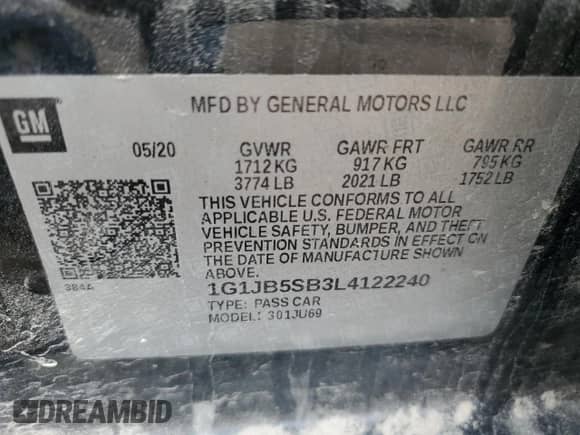 GM
MFD BY GENERAL MOTORS LLC
05/20 GVWR GAWR FRT GAWR RR
1712 KG 917 KG 795 KG
3774 LB 2021 LB 1752 LB
THIS VEHICLE CONFORMS TO ALL
APPLICABLE U.S. FEDERAL MOTOR
VEHICLE SAFETY, BUMPER, AND THEFT
PREVENTION STANDARDS IN EFFECT ON
THE DATE OF MANUFACTURE SHOWN
ABOVE.
384A
1G1JB5SB3L4122240
TYPE: PASS CAR
MODEL: 301JU69
DREAMBID